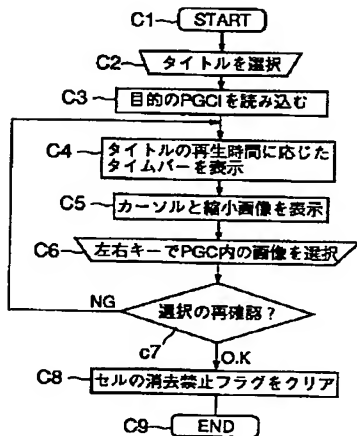 C1 START
C2 タイトルを選択
C3 目的のPGCIを読み込む
C4 タイトルの再生時間に応じた
タイムバーを表示
C5 カーソルと縮小画像を表示
C6 左右キーでPGC内の画像を選択
NG 選択の再確認?
c7
O.K
C8 セルの消去禁止フラグをクリア
C9 END